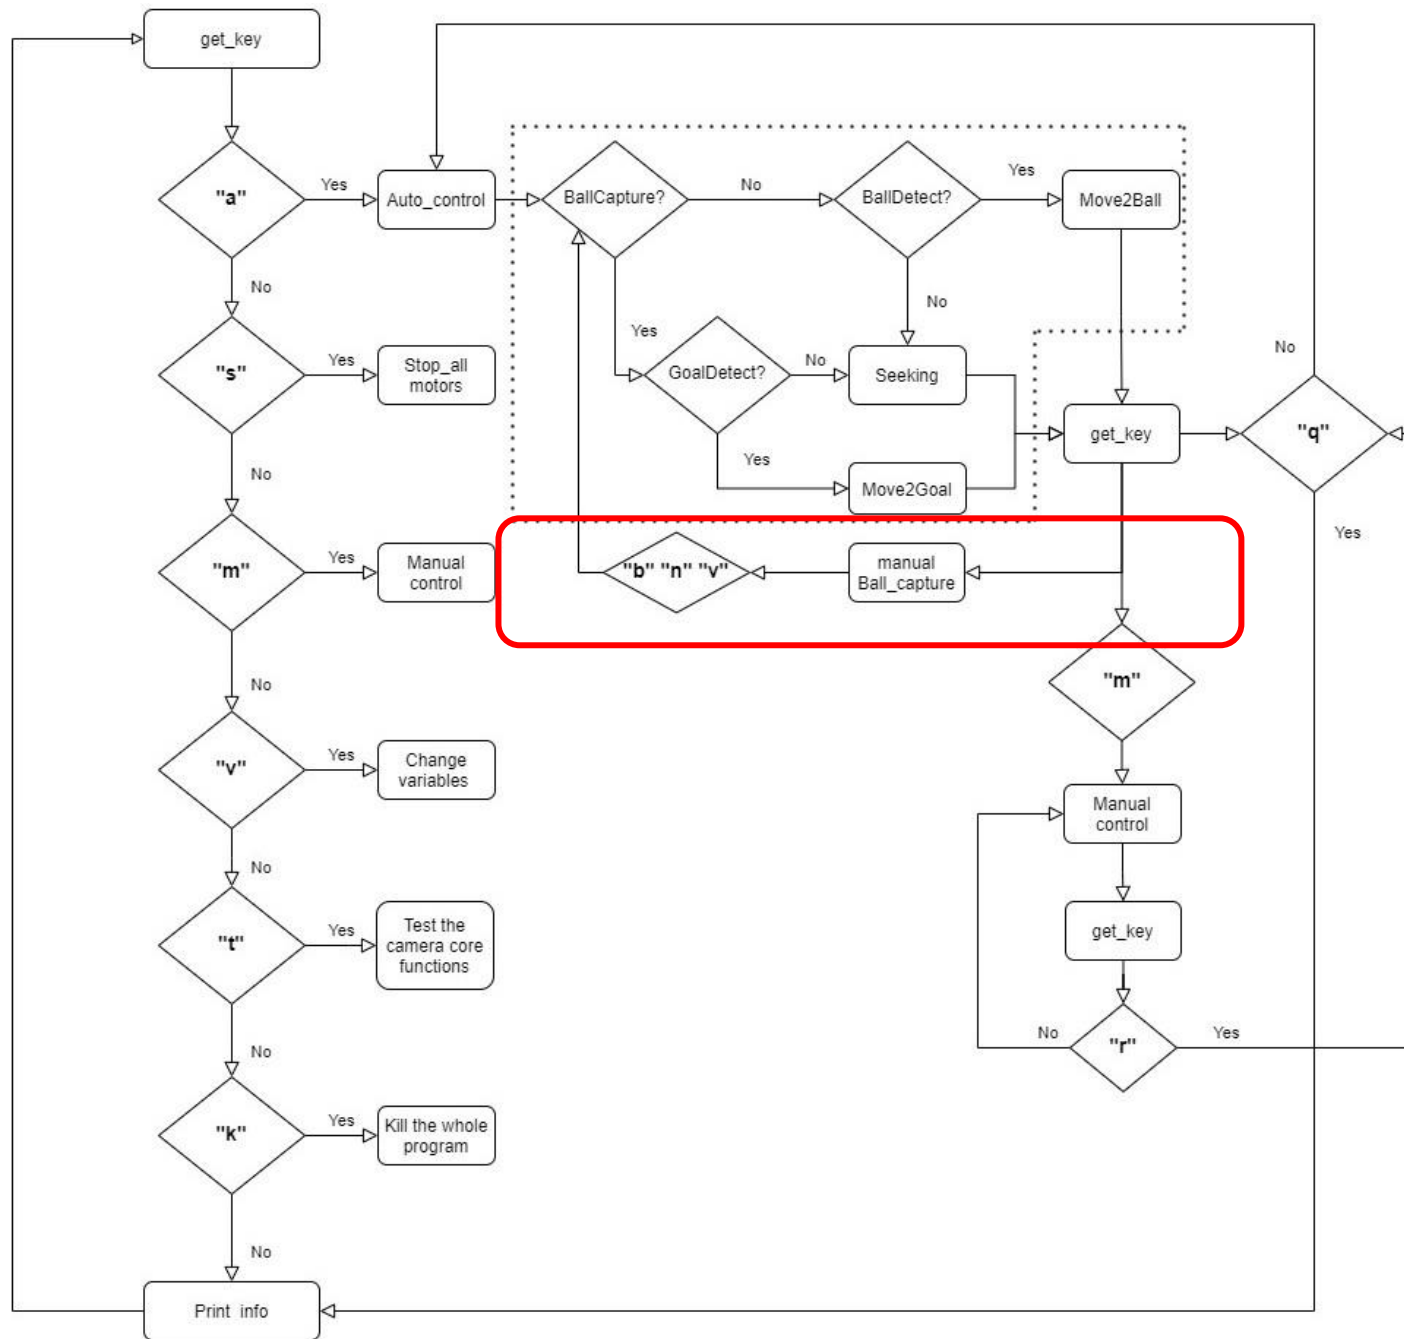 get_key
"a"
Yes
Auto_control
BallCapture?
No
BallDetect?
Yes
Move2Ball
No
No
Yes
"s"
Yes
Stop_all
motors
GoalDetect?
No
Seeking
No
"q"
get_key
Yes
Move2Goal
No
Yes
"m"
Yes
Manual
control
"b" "n" "v"
manual
Ball_capture
"m"
No
"v"
Yes
Change
variables
Manual
control
No
"t"
Yes
Test the
camera core
functions
get_key
No
"r"
Yes
No
"k"
Yes
Kill the whole
program
No
Print info